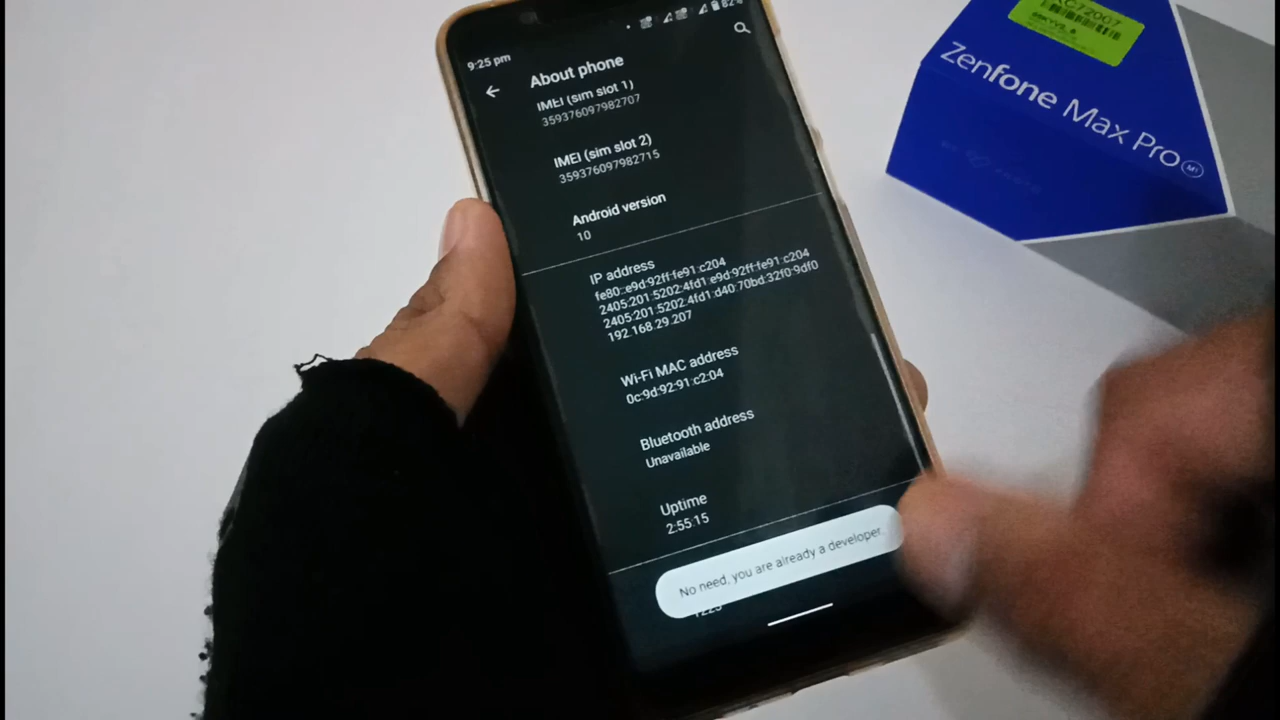 9:25 pm
82%
About phone
IMEI (sim slot 1)
359376097982707
IMEI (sim slot 2)
359376097982715
Android version
10
IP address
fe80::e9d:92ff:fe91:c204
2405:201:5202:4fd1:e9d:92ff:fe91:c204
2405:201:5202:4fd1:d40:70bd:32f0:9df0
192.168.29.207
Wi-Fi MAC address
0c:9d:92:91:c2:04
Bluetooth address
Unavailable
Uptime
2:55:15
No need, you are already a developer.
Zenfone Max Pro M1